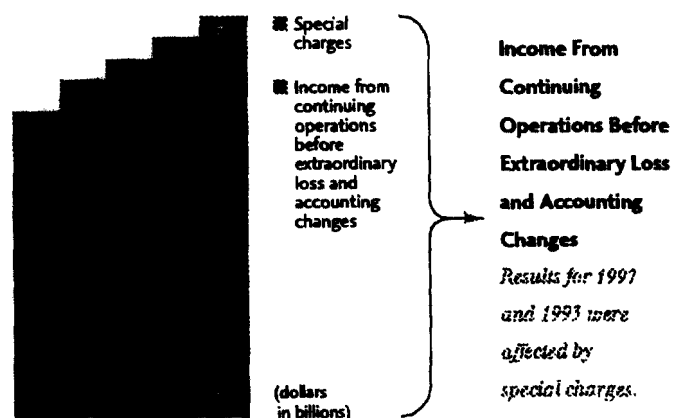 Special
charges
Income from
continuing
operations
before
extraordinary
loss and
accounting
changes
(dollars
in billions)
Income From
Continuing
Operations Before
Extraordinary Loss
and Accounting
Changes
Results for 1997
and 1993 were
affected by
special charges.